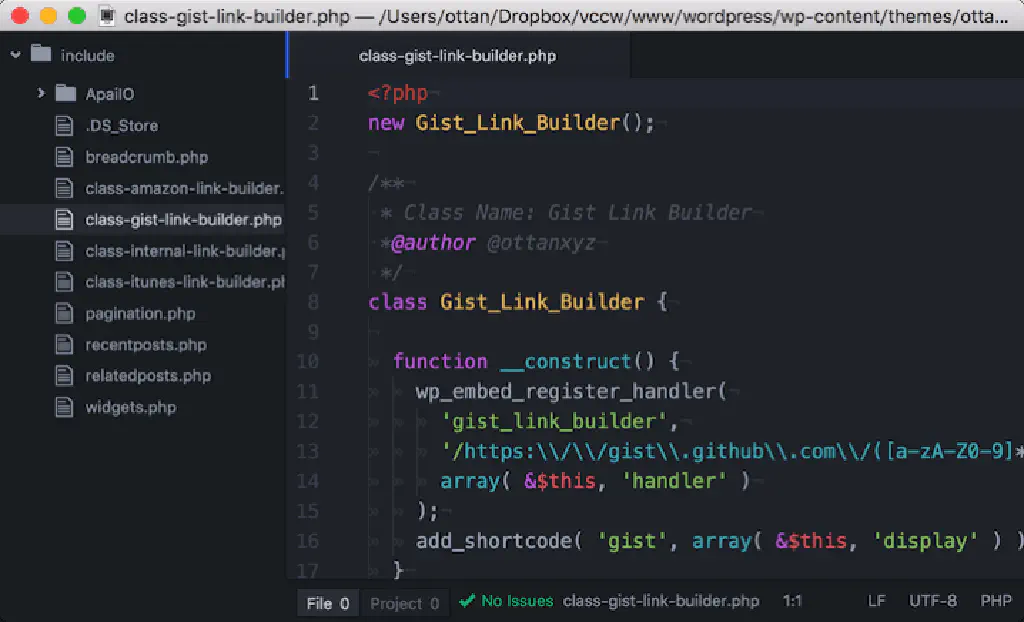 class-gist-link-builder.php — /Users/ottan/Dropbox/vccw/www/wordpress/wp-content/themes/otta...
include
ApaiIO
.DS_Store
breadcrumb.php
class-amazon-link-builder.
class-gist-link-builder.php
class-internal-link-builder.p
class-itunes-link-builder.ph
pagination.php
recentposts.php
relatedposts.php
widgets.php
class-gist-link-builder.php
1 <?php
2 new Gist_Link_Builder();
3
4 /**
5 * Class Name: Gist Link Builder
6 *@author @ottanxyz
7 */
8 class Gist_Link_Builder {
9
10 function __construct() {
11 wp_embed_register_handler(
12 'gist_link_builder',
13 '/https:\\/\\/gist\\.github\\.com\\/([a-zA-Z0-9]*
14 array( &$this, 'handler' )
15 );
16 add_shortcode( 'gist', array( &$this, 'display' ) )
17 }
File 0 Project 0 ✓ No Issues class-gist-link-builder.php 1:1 LF UTF-8 PHP